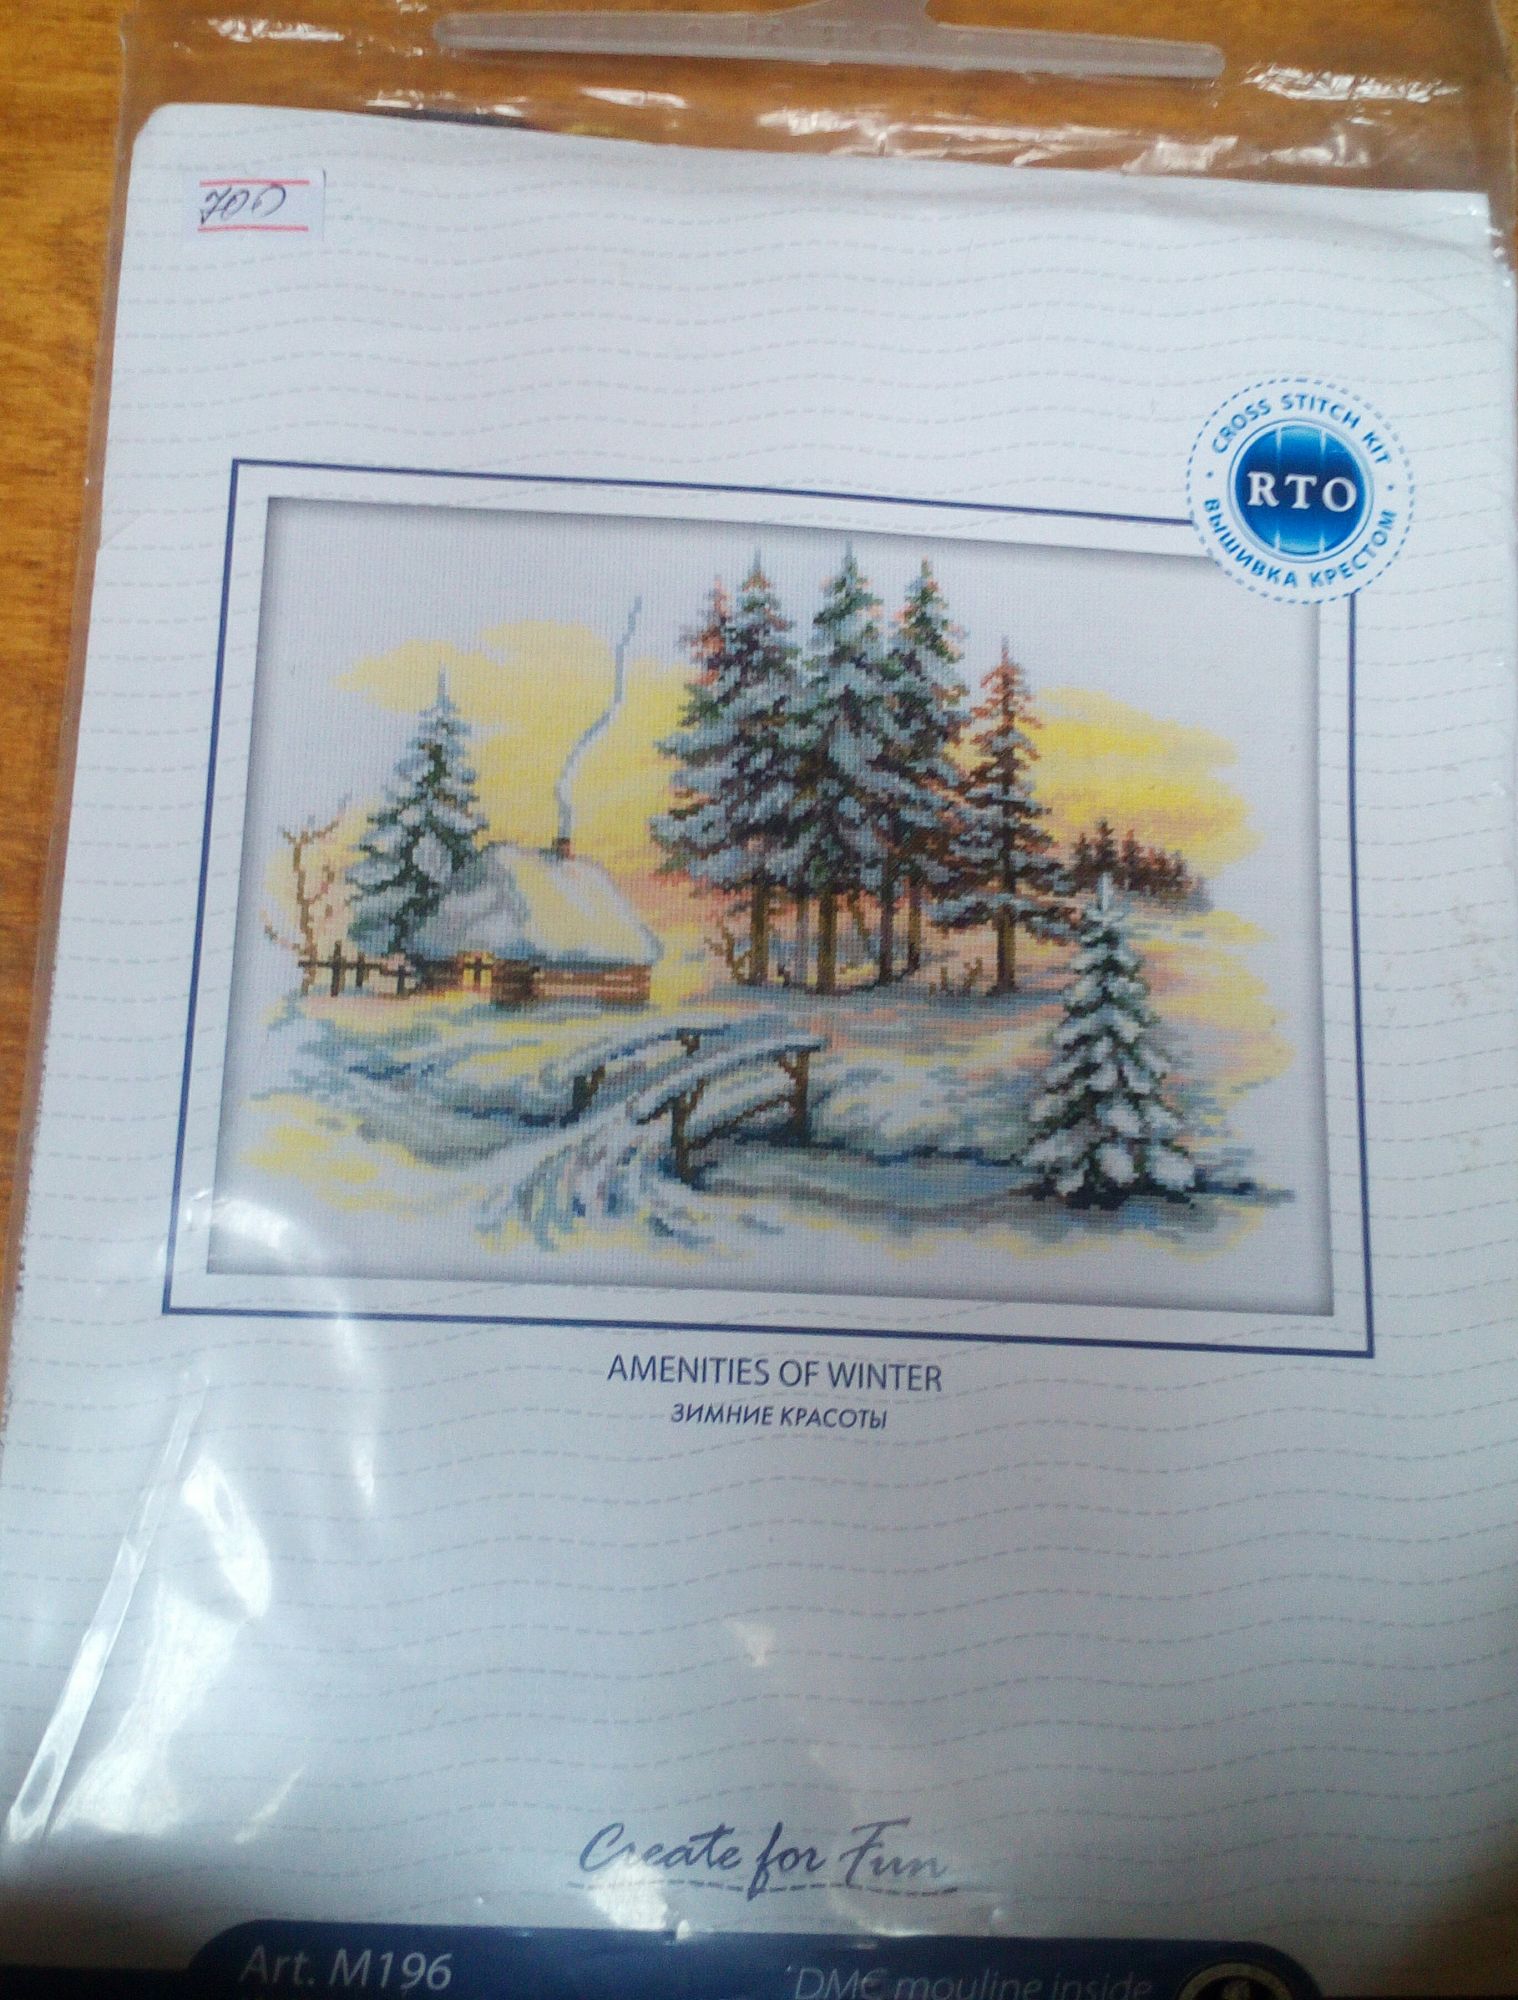 700
CROSS STITCH KIT
RTO
ВЫШИВКА КРЕСТОМ
AMENITIES OF WINTER
ЗИМНИЕ КРАСОТЫ
Create for Fun
Art. M196
DMC mouline inside